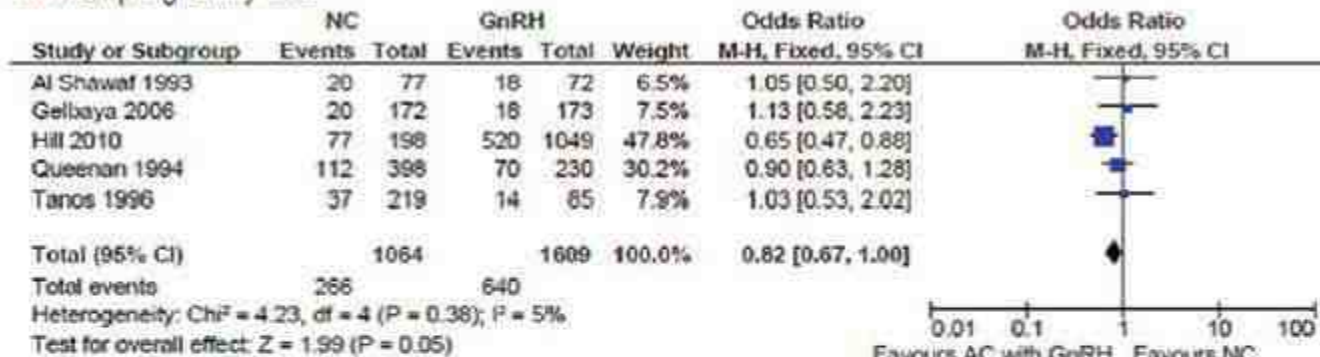 NC GnRH Odds Ratio Odds Ratio
Study or Subgroup Events Total Events Total Weight M-H, Fixed, 95% CI M-H, Fixed, 95% CI
Al Shawaf 1993 20 77 18 72 6.5% 1.05 [0.50, 2.20]
Gelbaya 2006 20 172 18 173 7.5% 1.13 [0.58, 2.23]
Hill 2010 77 198 520 1049 47.8% 0.65 [0.47, 0.88]
Queenan 1994 112 398 70 230 30.2% 0.90 [0.63, 1.28]
Tanos 1996 37 219 14 85 7.9% 1.03 [0.53, 2.02]
Total (95% CI) 1064 1609 100.0% 0.82 [0.67, 1.00]
Total events 266 640
Heterogeneity: Chi² = 4.23, df = 4 (P = 0.38); I² = 5%
Test for overall effect: Z = 1.99 (P = 0.05)
0.01 0.1 1 10 100
Favours AC with GnRH Favours NC